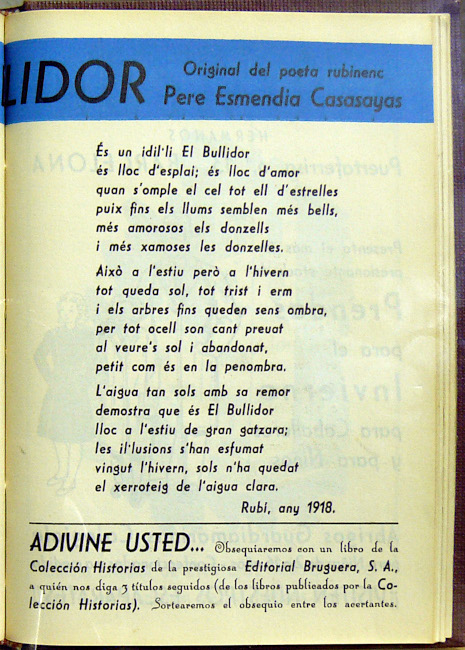 LIDOR
Original del poeta rubinenc
Pere Esmendia Casasayas
És un idil·li El Bullidor
és lloc d'esplai; és lloc d'amor
quan s'omple el cel tot ell d'estrelles
puix fins els llums semblen més bells,
més amorosos els donzells
i més xamoses les donzelles.
Això a l'estiu però a l'hivern
tot queda sol, tot trist i erm
i els arbres fins queden sens ombra,
per tot ocell son cant preuat
al veure's sol i abandonat,
petit com és en la penombra.
L'aigua tan sols amb sa remor
demostra que és El Bullidor
lloc a l'estiu de gran gatzara;
les il·lusions s'han esfumat
vingut l'hivern, sols n'ha quedat
el xerroteig de l'aigua clara.
Rubí, any 1918.
ADIVINE USTED... Obsequiaremos con un libro de la
Colección Historias de la prestigiosa Editorial Bruguera, S. A.,
a quién nos diga 3 títulos seguidos (de los libros publicados por la Co-
lección Historias). Sortearemos el obsequio entre los acertantes.